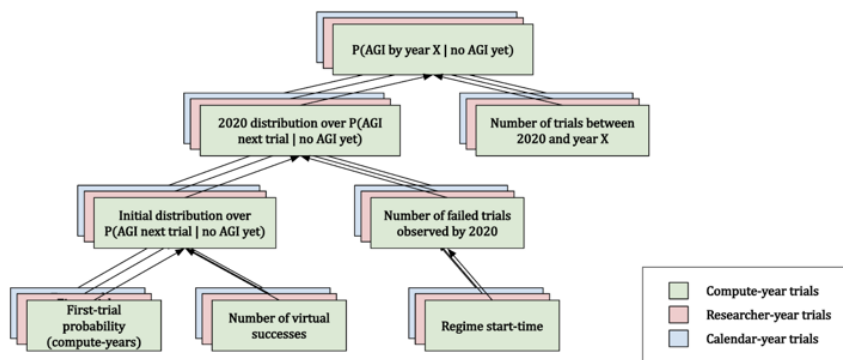 P(AGI by year X | no AGI yet)
2020 distribution over P(AGI
next trial | no AGI yet)
Number of trials between
2020 and year X
Initial distribution over
P(AGI next trial | no AGI yet)
Number of failed trials
observed by 2020
First-trial
probability
(compute-years)
Number of virtual
successes
Regime start-time
Compute-year trials
Researcher-year trials
Calendar-year trials